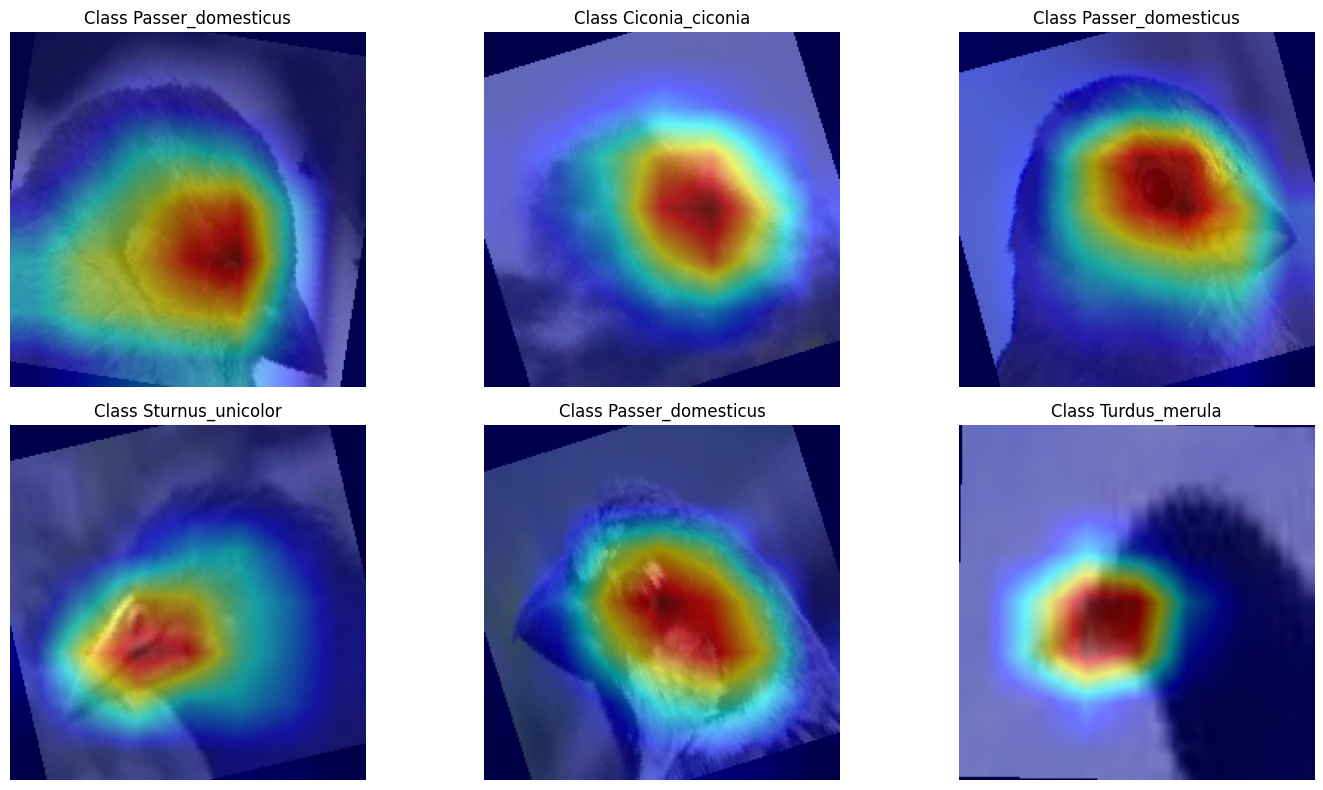 Class Passer_domesticus
Class Ciconia_ciconia
Class Passer_domesticus
Class Sturnus_unicolor
Class Passer_domesticus
Class Turdus_merula